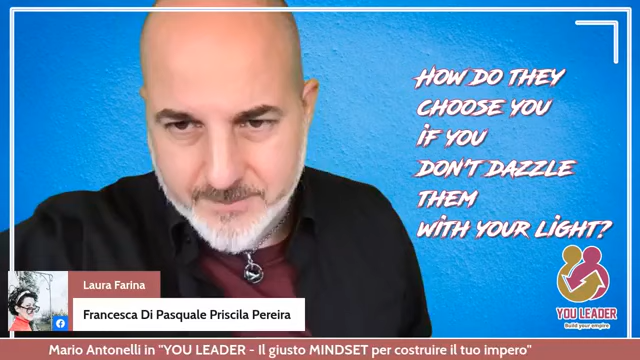 HOW DO THEY
CHOOSE YOU
IF YOU
DON'T DAZZLE
THEM
WITH YOUR LIGHT?
YOU LEADER
Build your empire
Laura Farina
Francesca Di Pasquale Priscila Pereira
Mario Antonelli in "YOU LEADER - Il giusto MINDSET per costruire il tuo impero"